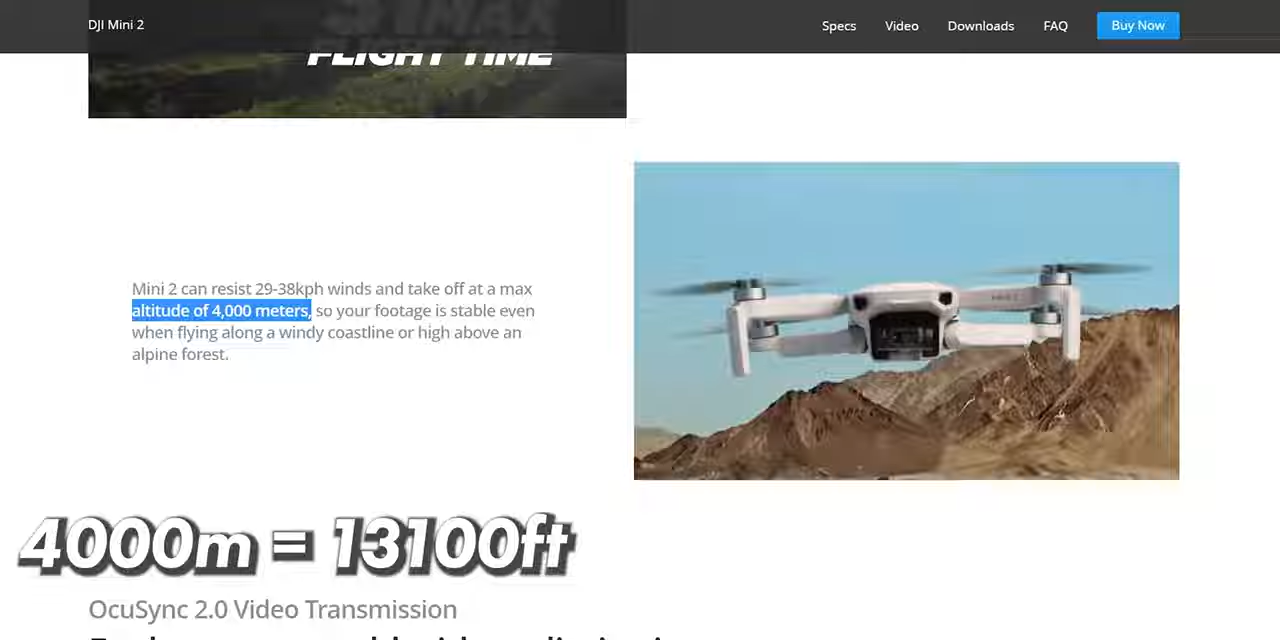 DJI Mini 2
Specs
Video
Downloads
FAQ
Buy Now
FLIGHT TIME
Mini 2 can resist 29-38kph winds and take off at a max
altitude of 4,000 meters, so your footage is stable even
when flying along a windy coastline or high above an
alpine forest.
4000m = 13100ft
OcuSync 2.0 Video Transmission